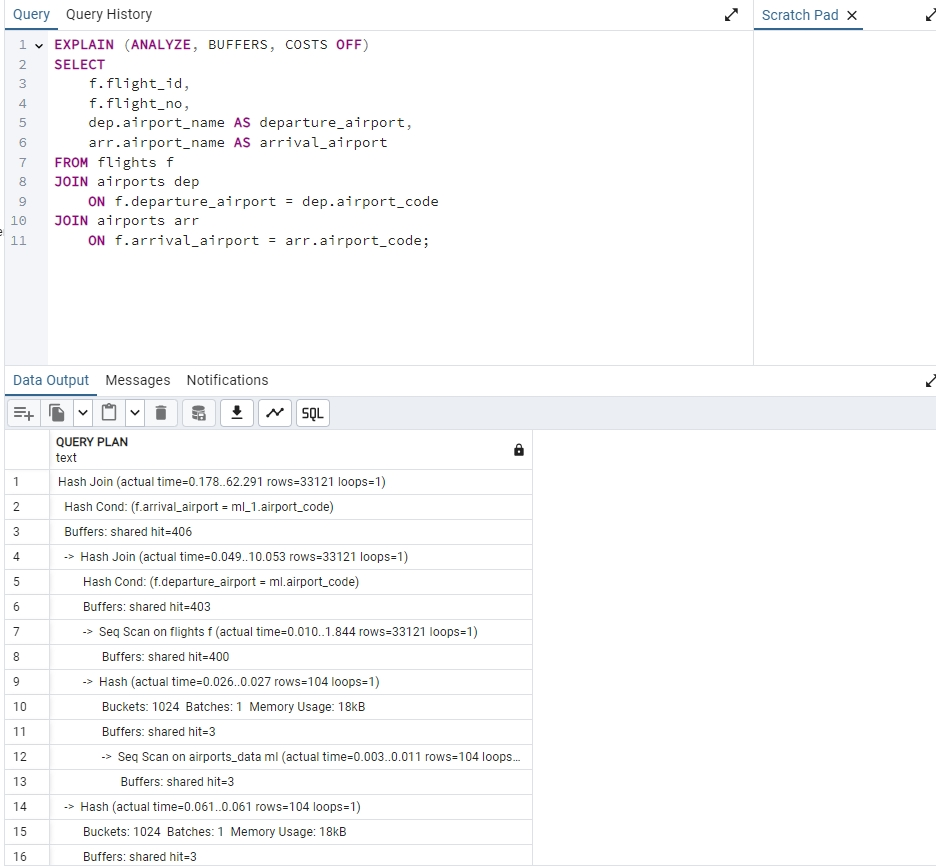 Query Query History Scratch Pad
1 EXPLAIN (ANALYZE, BUFFERS, COSTS OFF)
2 SELECT
3 f.flight_id,
4 f.flight_no,
5 dep.airport_name AS departure_airport,
6 arr.airport_name AS arrival_airport
7 FROM flights f
8 JOIN airports dep
9 ON f.departure_airport = dep.airport_code
10 JOIN airports arr
11 ON f.arrival_airport = arr.airport_code;
Data Output Messages Notifications
SQL
QUERY PLAN
text
1 Hash Join (actual time=0.178..62.291 rows=33121 loops=1)
2 Hash Cond: (f.arrival_airport = ml_1.airport_code)
3 Buffers: shared hit=406
4 -> Hash Join (actual time=0.049..10.053 rows=33121 loops=1)
5 Hash Cond: (f.departure_airport = ml.airport_code)
6 Buffers: shared hit=403
7 -> Seq Scan on flights f (actual time=0.010..1.844 rows=33121 loops=1)
8 Buffers: shared hit=400
9 -> Hash (actual time=0.026..0.027 rows=104 loops=1)
10 Buckets: 1024 Batches: 1 Memory Usage: 18kB
11 Buffers: shared hit=3
12 -> Seq Scan on airports_data ml (actual time=0.003..0.011 rows=104 loops...
13 Buffers: shared hit=3
14 -> Hash (actual time=0.061..0.061 rows=104 loops=1)
15 Buckets: 1024 Batches: 1 Memory Usage: 18kB
16 Buffers: shared hit=3